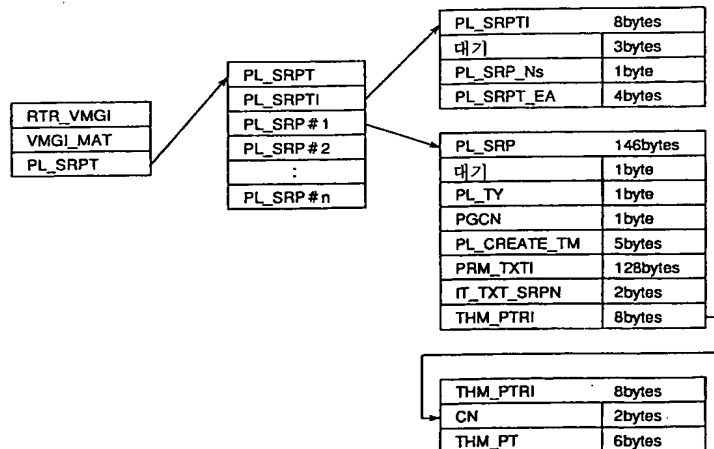 RTR_VMGI
VMGI_MAT
PL_SRPT
PL_SRPT
PL_SRPTI
PL_SRP#1
PL_SRP#2
:
PL_SRP#n
PL_SRPTI 8bytes
대기 3bytes
PL_SRP_Ns 1byte
PL_SRPT_EA 4bytes
PL_SRP 146bytes
대기 1byte
PL_TY 1byte
PGCN 1byte
PL_CREATE_TM 5bytes
PRM_TXTI 128bytes
IT_TXT_SRPN 2bytes
THM_PTRI 8bytes
THM_PTRI 8bytes
CN 2bytes
THM_PT 6bytes